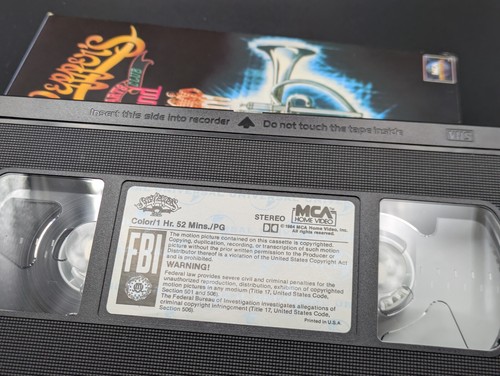 PEPPER'S
Insert this side into recorder ▲ Do not touch the tape inside
VHS
Color/1 Hr. 52 Mins./PG
STEREO
MCA
HOME VIDEO
© 1984 MCA Home Video, Inc.
All rights reserved.
FBI
The motion picture contained on this cassette is copyrighted.
Copying, duplication, recording, or transcription of such motion
picture without the prior written consent of the Producer or
Distributor thereof is a violation of the United States Copyright Act
and is prohibited.
WARNING!
Federal law provides severe civil and criminal penalties for the
unauthorized reproduction, distribution, exhibition of copyrighted
motion pictures in any medium (Title 17, United States Code,
Section 501 and 506).
The Federal Bureau of Investigation investigates allegations of
criminal copyright infringement (Title 17, United States Code,
Section 506).
Printed in U.S.A.